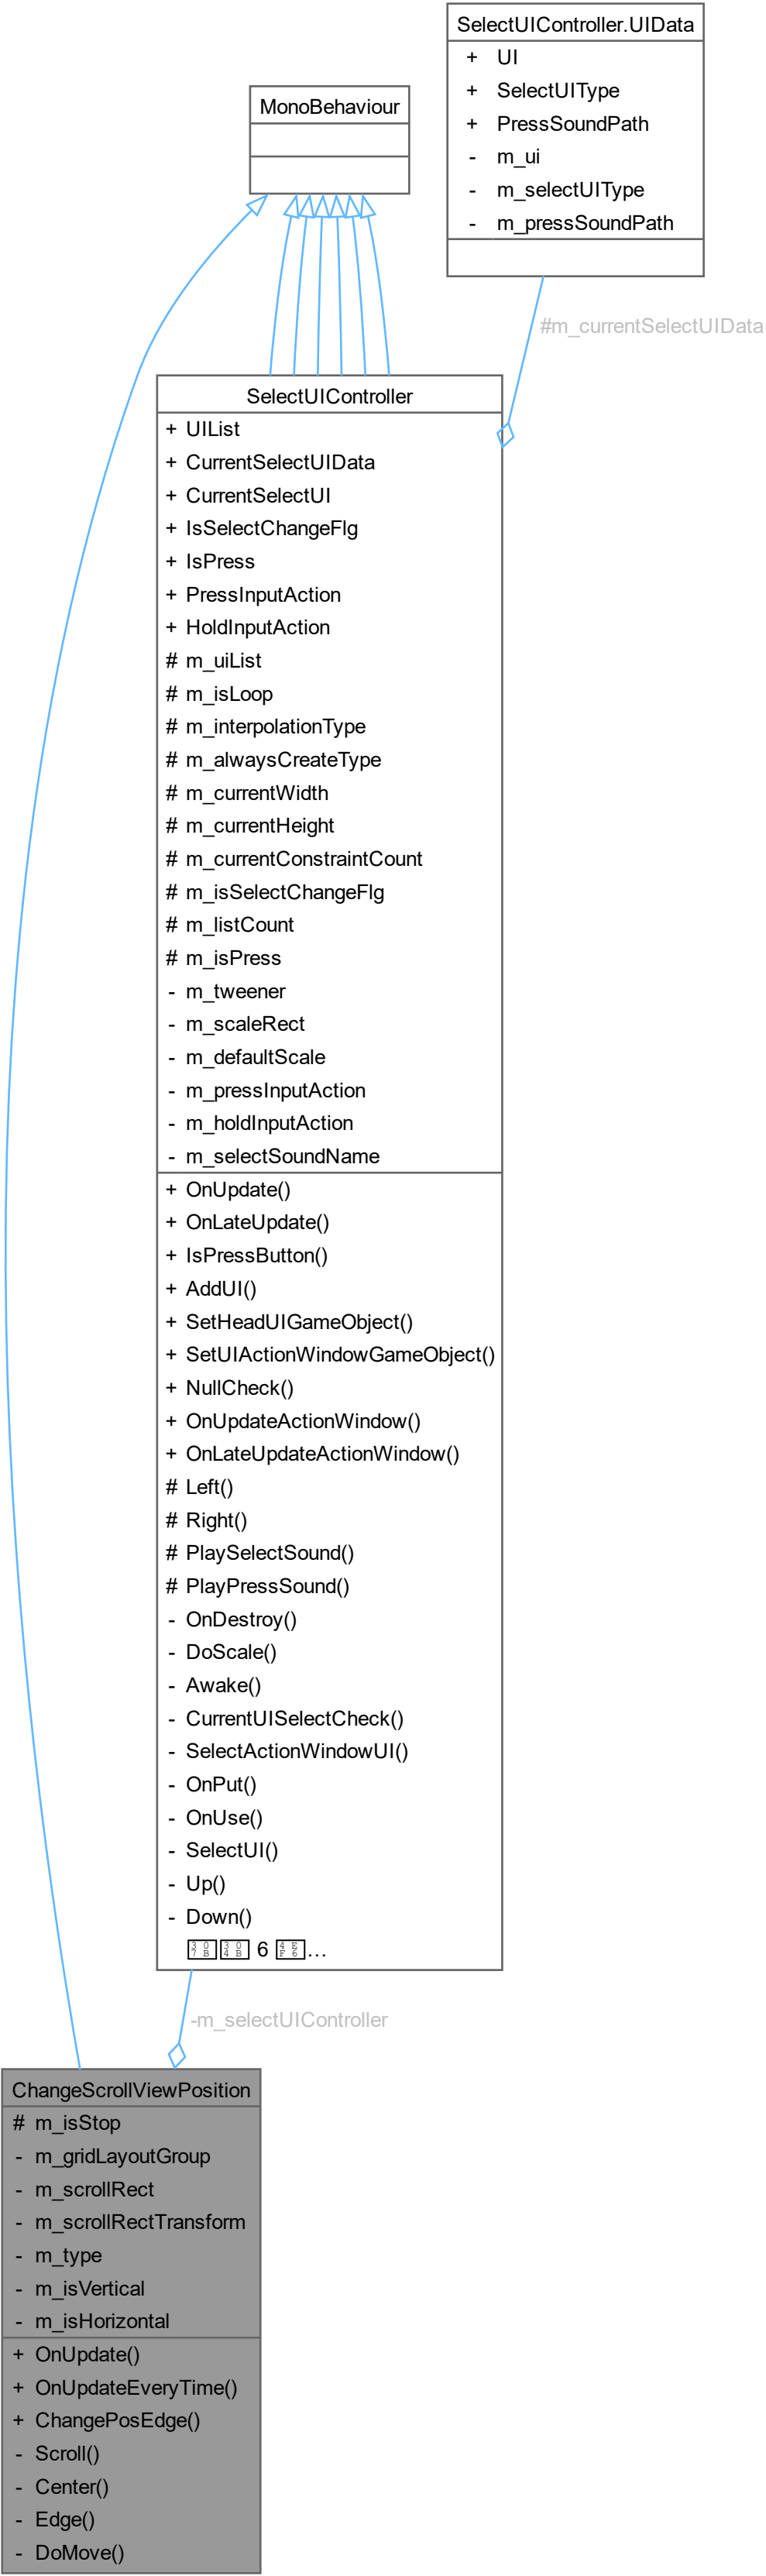 SelectUIController.UIData
+ UI
+ SelectUIType
+ PressSoundPath
- m_ui
- m_selectUIType
- m_pressSoundPath
MonoBehaviour
#m_currentSelectUIData
SelectUIController
+ UIList
+ CurrentSelectUIData
+ CurrentSelectUI
+ IsSelectChangeFlg
+ IsPress
+ PressInputAction
+ HoldInputAction
# m_uiList
# m_isLoop
# m_interpolationType
# m_alwaysCreateType
# m_currentWidth
# m_currentHeight
# m_currentConstraintCount
# m_isSelectChangeFlg
# m_listCount
# m_isPress
- m_tweener
- m_scaleRect
- m_defaultScale
- m_pressInputAction
- m_holdInputAction
- m_selectSoundName
+ OnUpdate()
+ OnLateUpdate()
+ IsPressButton()
+ AddUI()
+ SetHeadUIGameObject()
+ SetUIActionWindowGameObject()
+ NullCheck()
+ OnUpdateActionWindow()
+ OnLateUpdateActionWindow()
# Left()
# Right()
# PlaySelectSound()
# PlayPressSound()
- OnDestroy()
- DoScale()
- Awake()
- CurrentUISelectCheck()
- SelectActionWindowUI()
- OnPut()
- OnUse()
- SelectUI()
- Up()
- Down()
6 ...
-m_selectUIController
ChangeScrollViewPosition
# m_isStop
- m_gridLayoutGroup
- m_scrollRect
- m_scrollRectTransform
- m_type
- m_isVertical
- m_isHorizontal
+ OnUpdate()
+ OnUpdateEveryTime()
+ ChangePosEdge()
- Scroll()
- Center()
- Edge()
- DoMove()